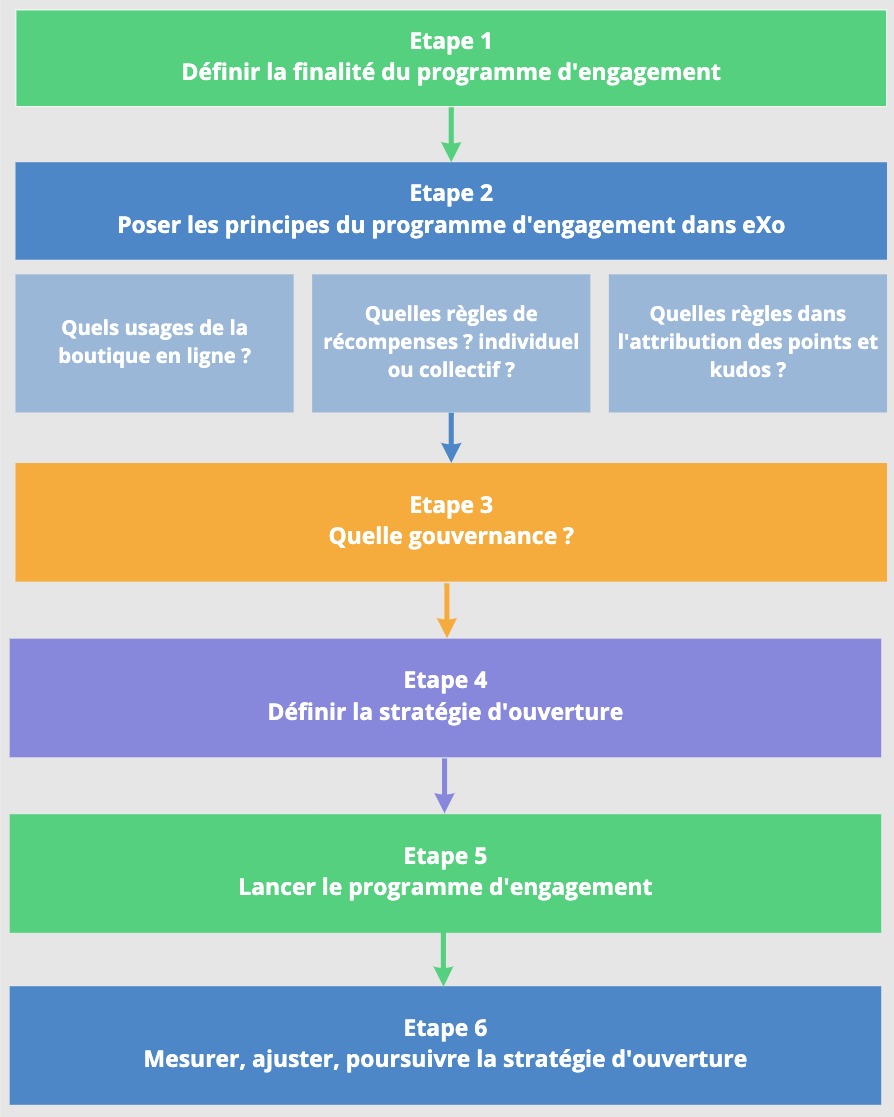 Etape 1
Définir la finalité du programme d'engagement
Etape 2
Poser les principes du programme d'engagement dans eXo
Quels usages de la
boutique en ligne ?
Quelles règles de
récompenses ? individuel
ou collectif ?
Quelles règles dans
l'attribution des points et
kudos ?
Etape 3
Quelle gouvernance ?
Etape 4
Définir la stratégie d'ouverture
Etape 5
Lancer le programme d'engagement
Etape 6
Mesurer, ajuster, poursuivre la stratégie d'ouverture